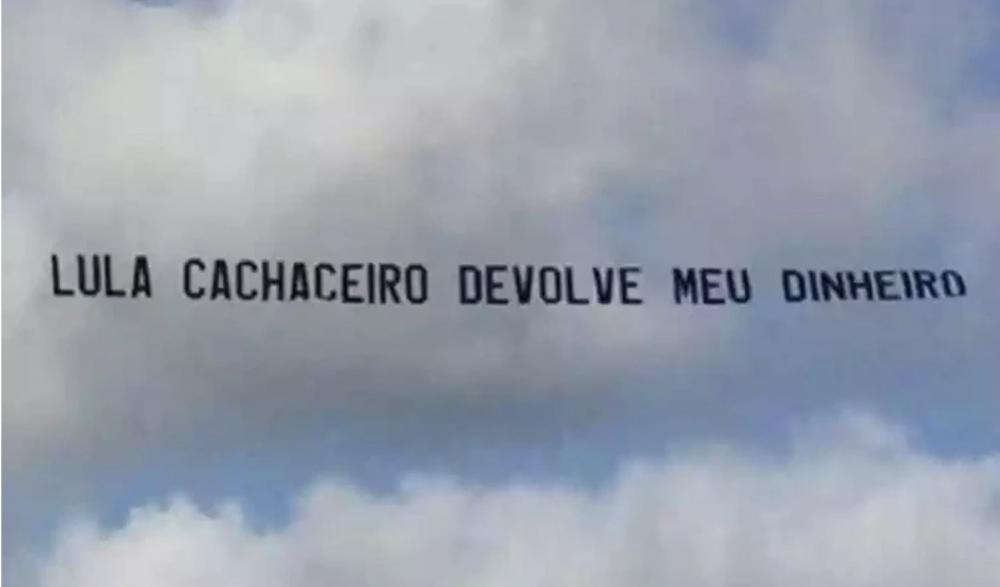 LULA CACHACEIRO DEVOLVE MEU DINHEIRO